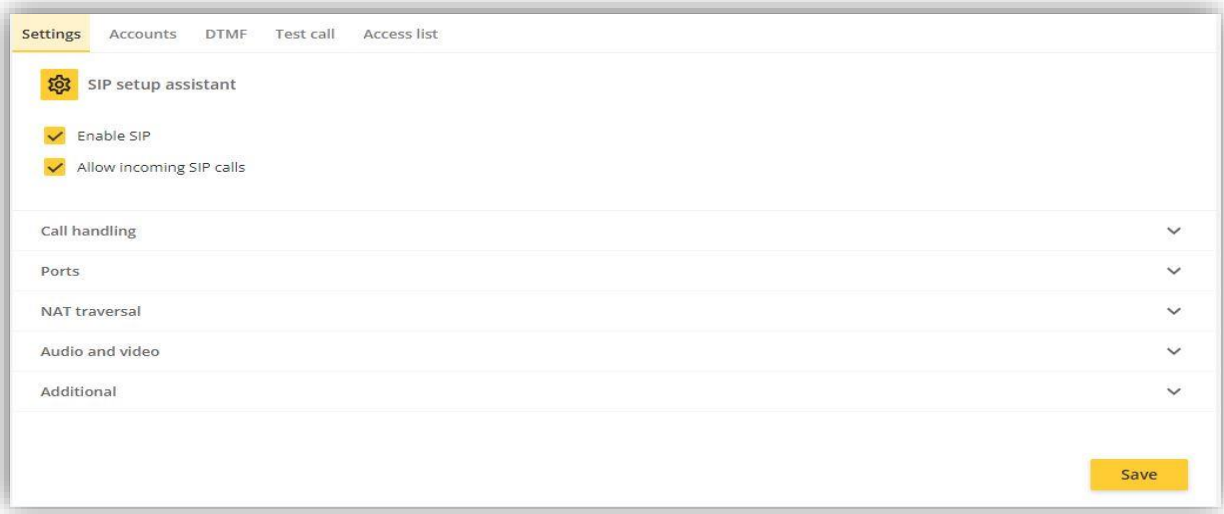 Settings Accounts DTMF Test call Access list
SIP setup assistant
Enable SIP
Allow incoming SIP calls
Call handling
Ports
NAT traversal
Audio and video
Additional
Save